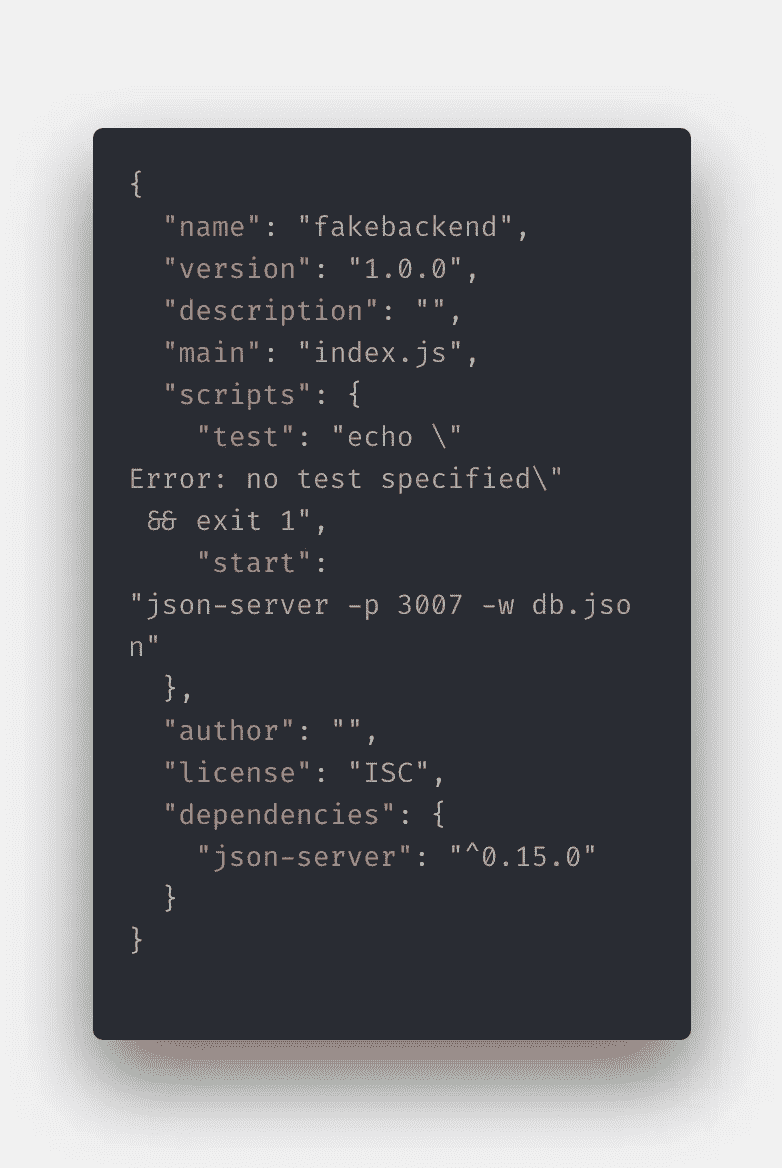 {
  "name": "fakebackend",
  "version": "1.0.0",
  "description": "",
  "main": "index.js",
  "scripts": {
    "test": "echo \"
Error: no test specified\"
 && exit 1",
    "start":
"json-server -p 3007 -w db.jso
n"
  },
  "author": "",
  "license": "ISC",
  "dependencies": {
    "json-server": "^0.15.0"
  }
}